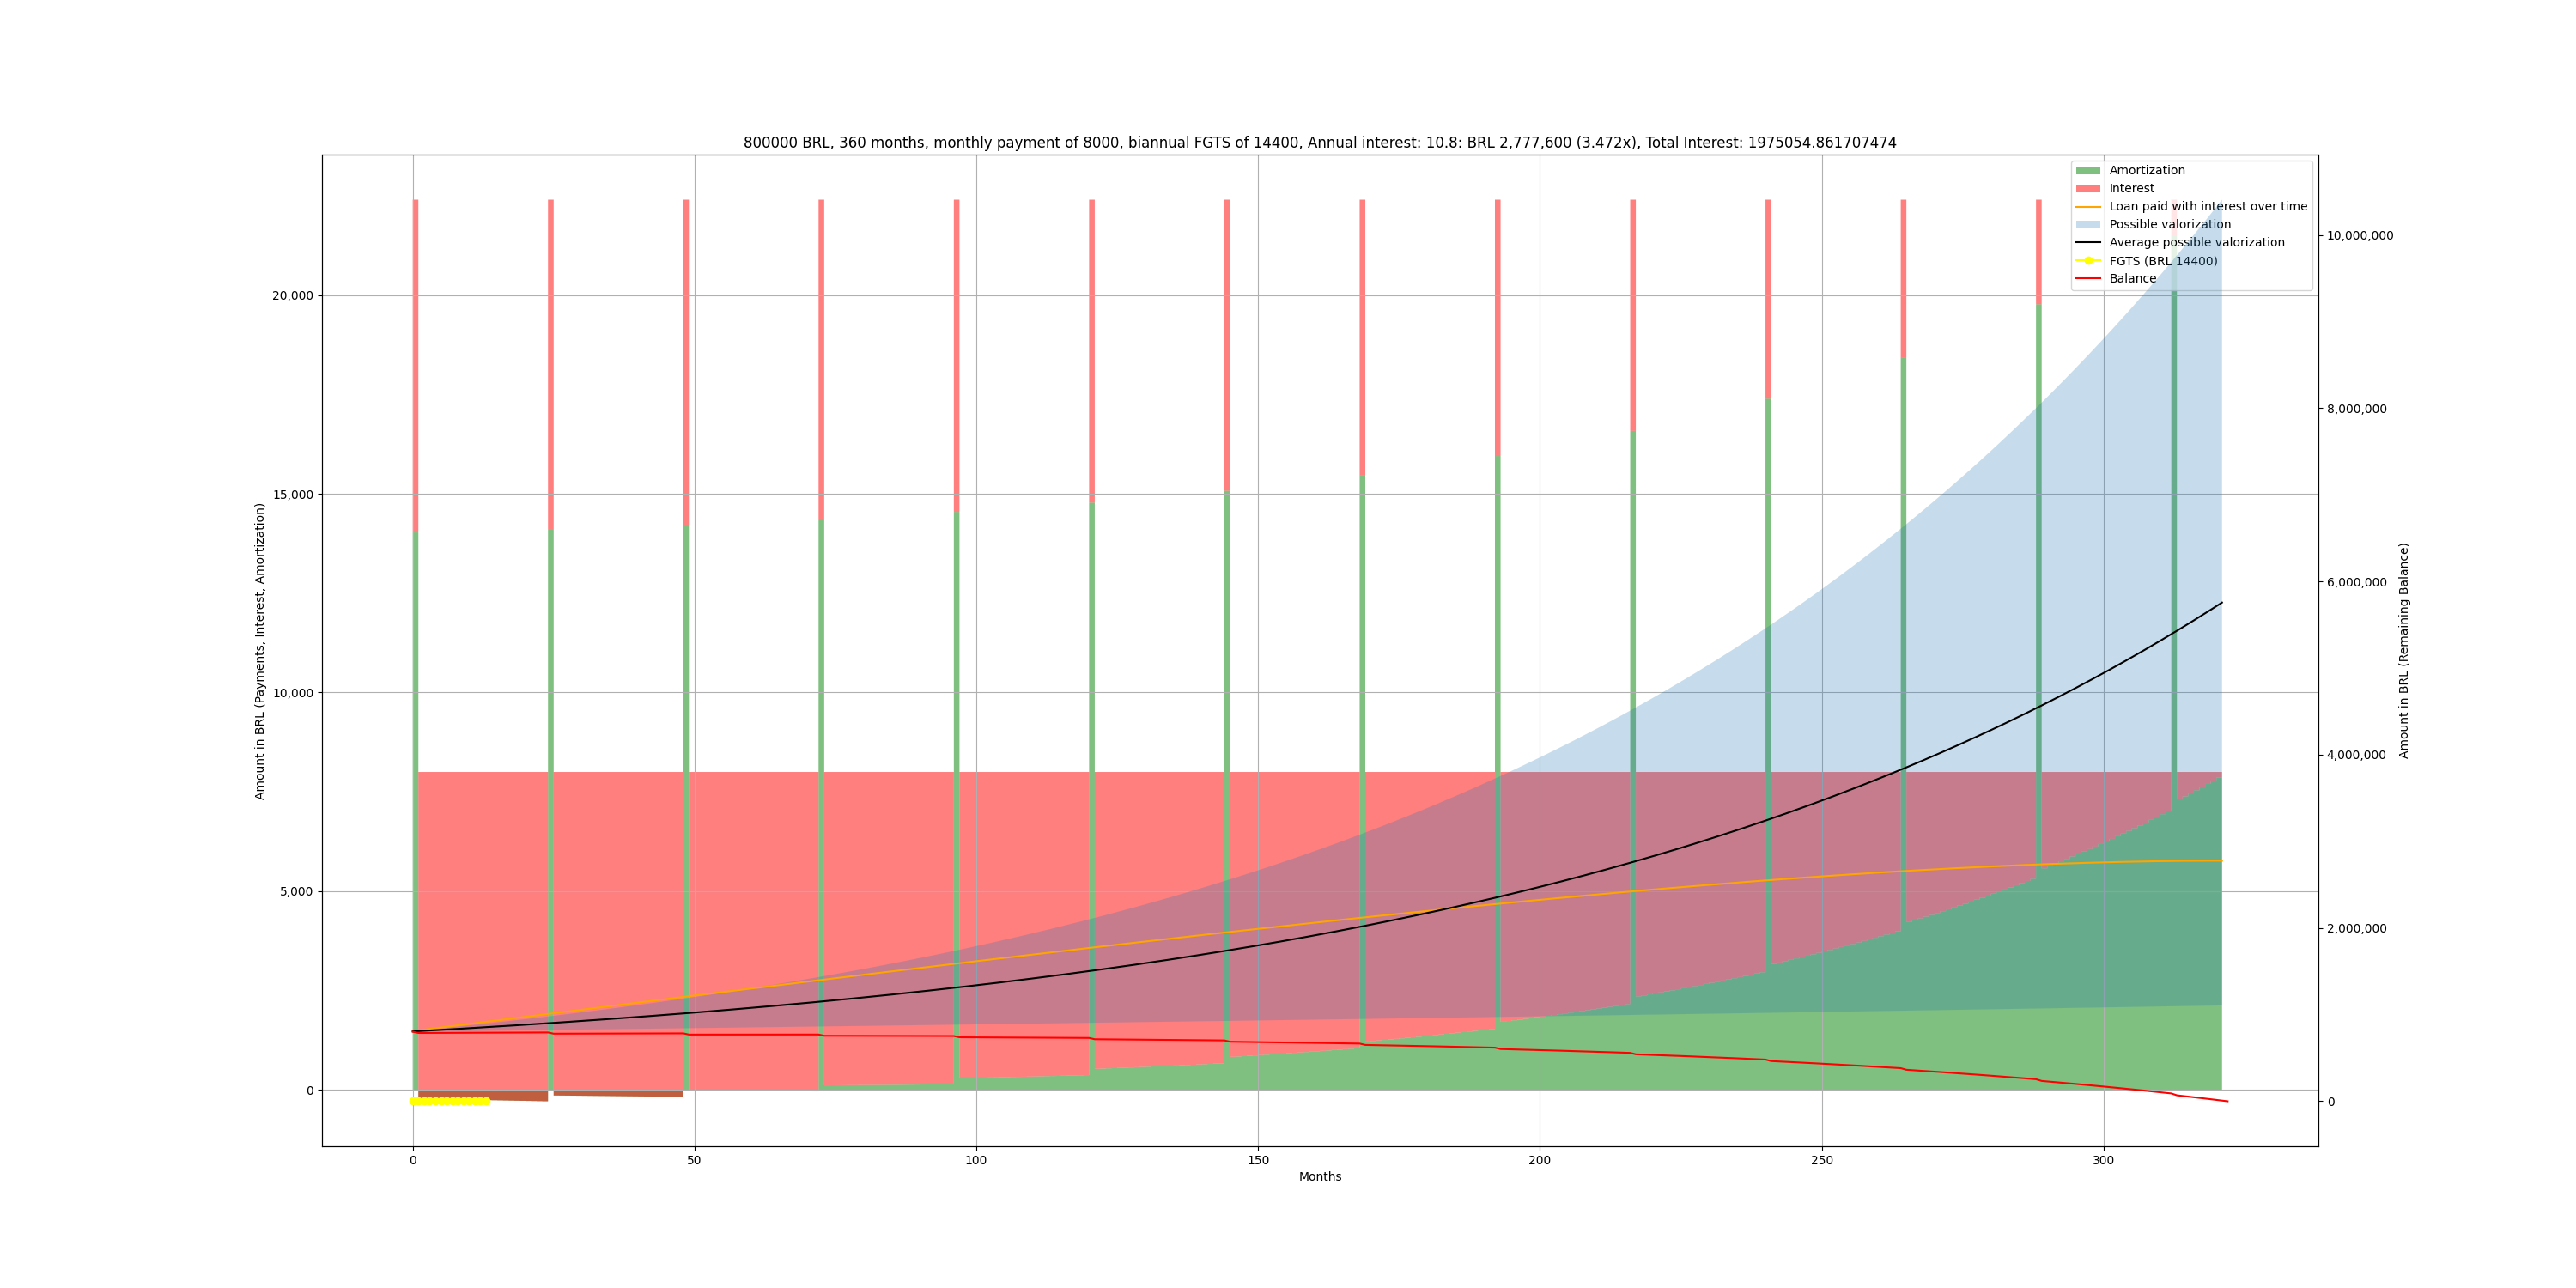 800000 BRL, 360 months, monthly payment of 8000, biannual FGTS of 14400, Annual interest: 10.8: BRL 2,777,600 (3.472x), Total Interest: 1975054.861707474
Amortization
Interest
Loan paid with interest over time
Possible valorization
Average possible valorization
FGTS (BRL 14400)
Balance
Amount in BRL (Payments, Interest, Amortization)
20,000
15,000
10,000
5,000
0
10,000,000
8,000,000
6,000,000
4,000,000
2,000,000
0
Amount in BRL (Remaining Balance)
0
50
100
150
200
250
300
Months